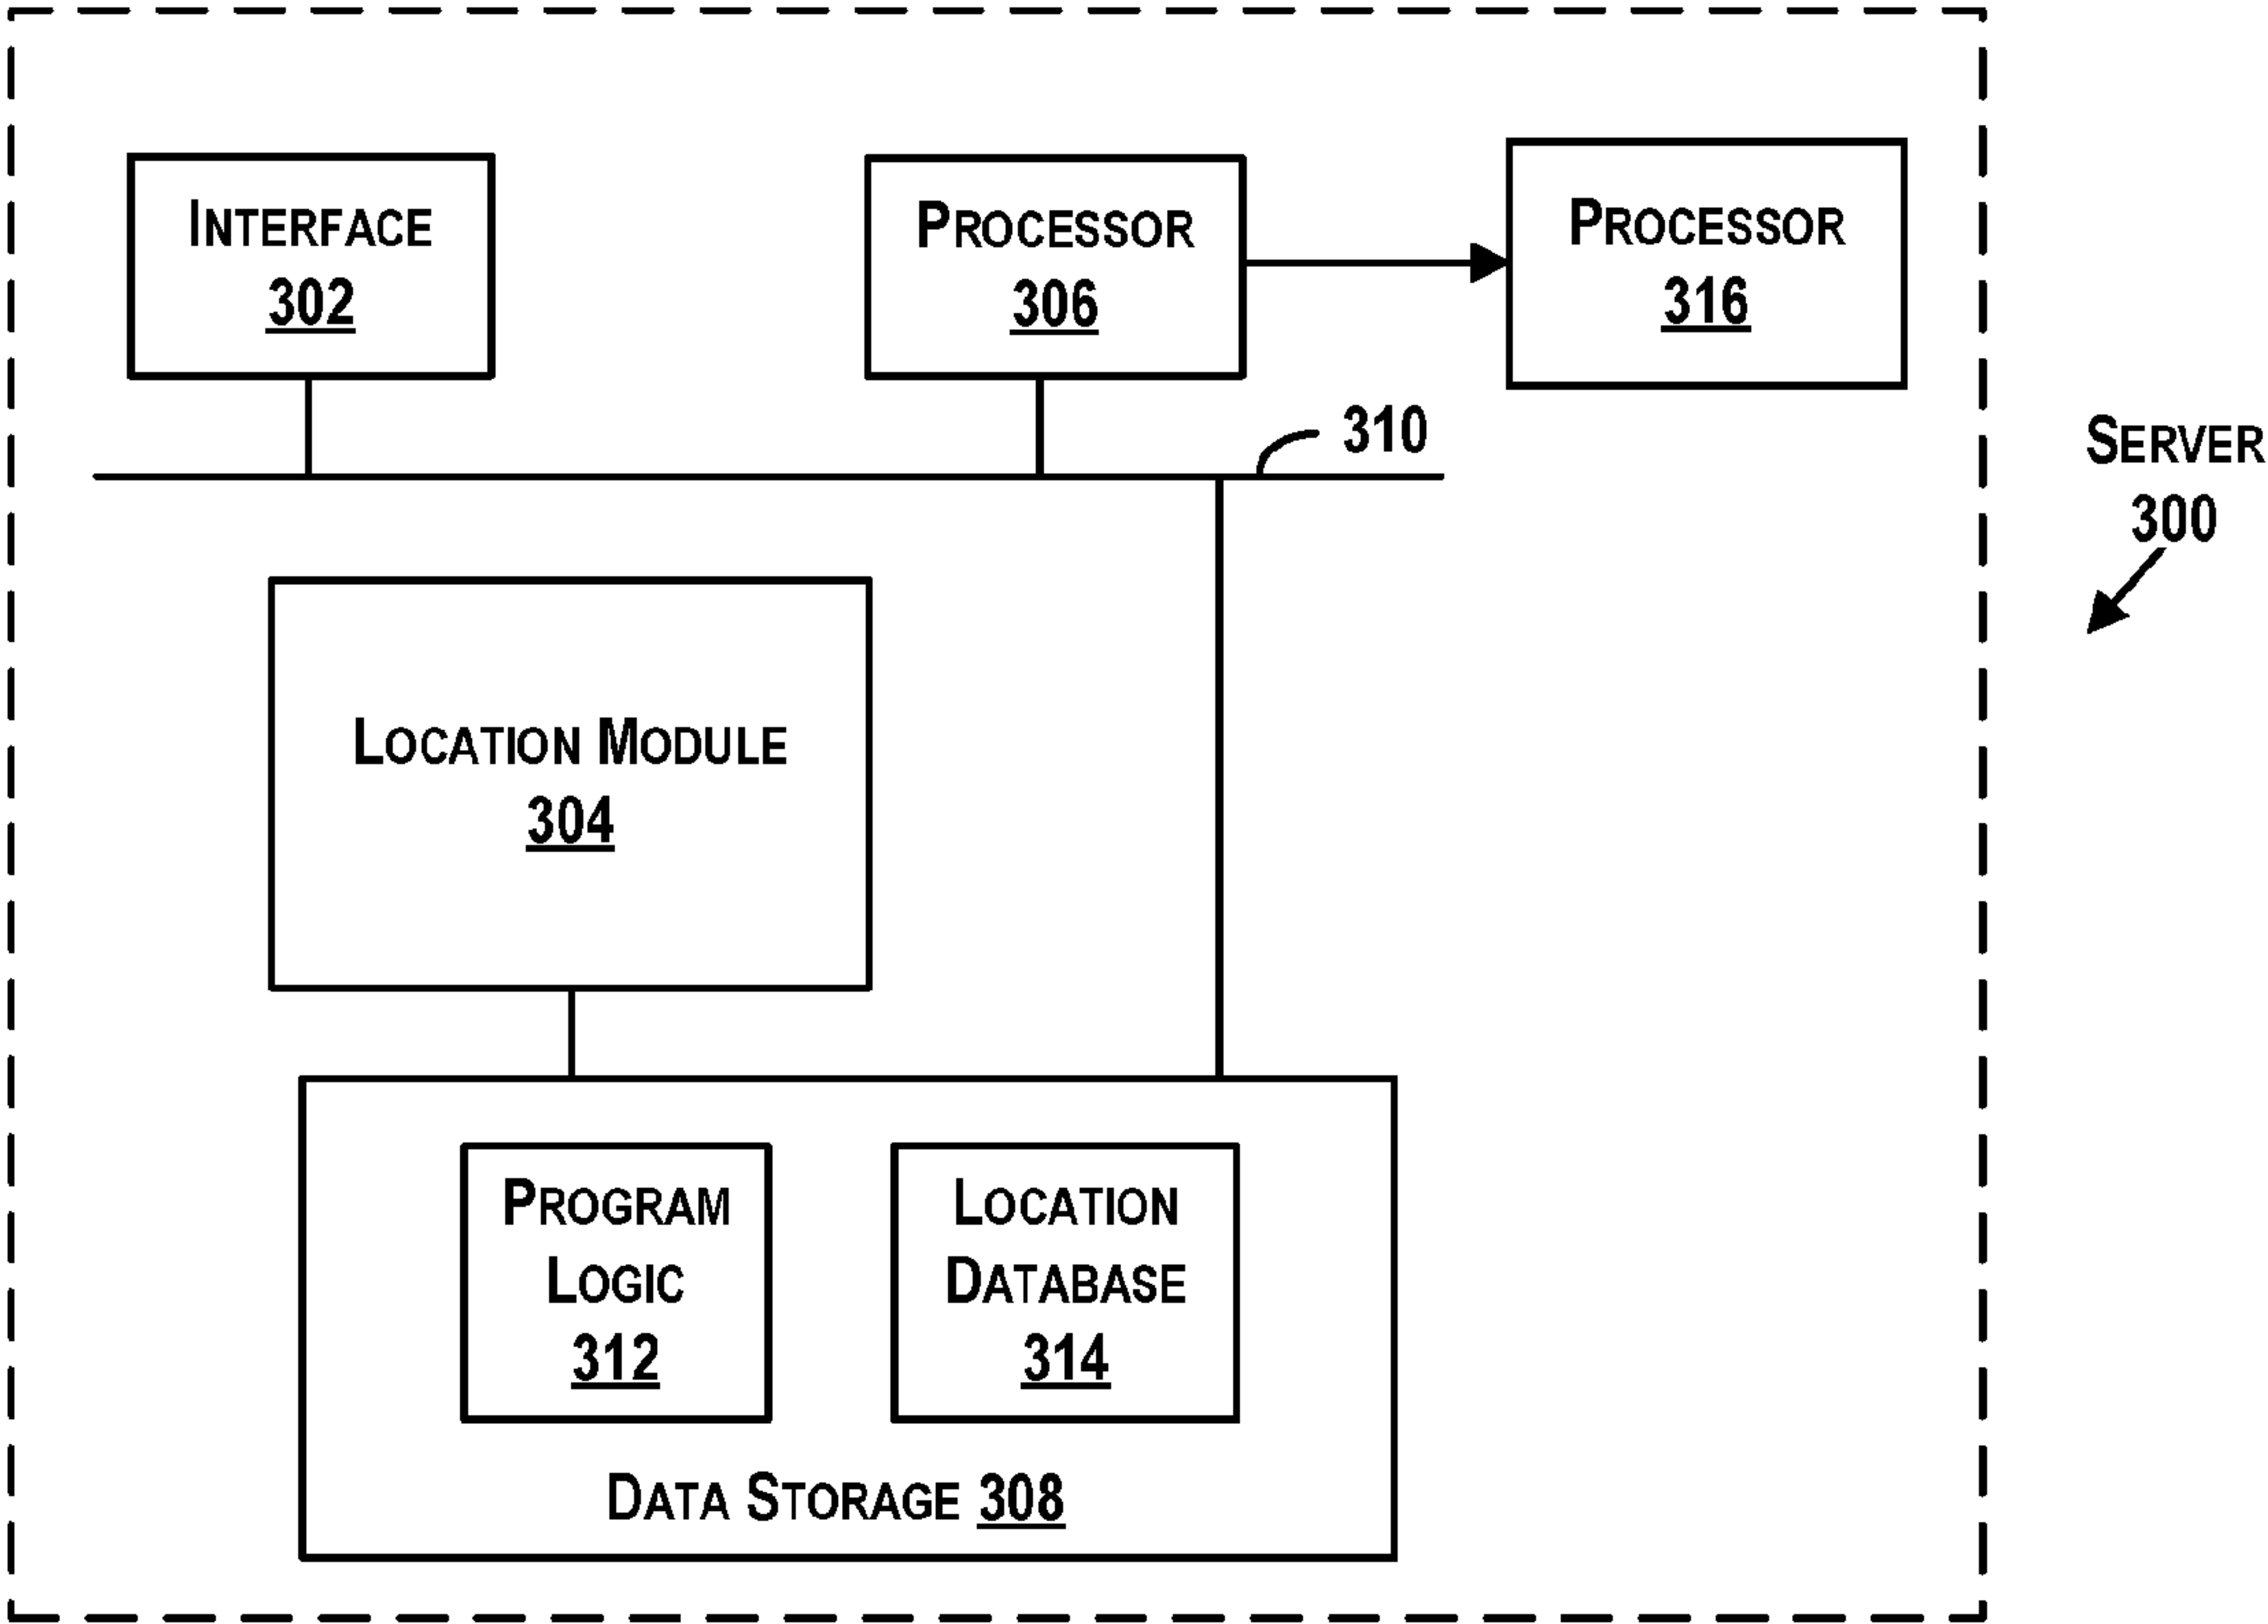 INTERFACE
302
PROCESSOR
306
PROCESSOR
316
310
SERVER
300
LOCATION MODULE
304
PROGRAM
LOGIC
312
LOCATION
DATABASE
314
DATA STORAGE 308